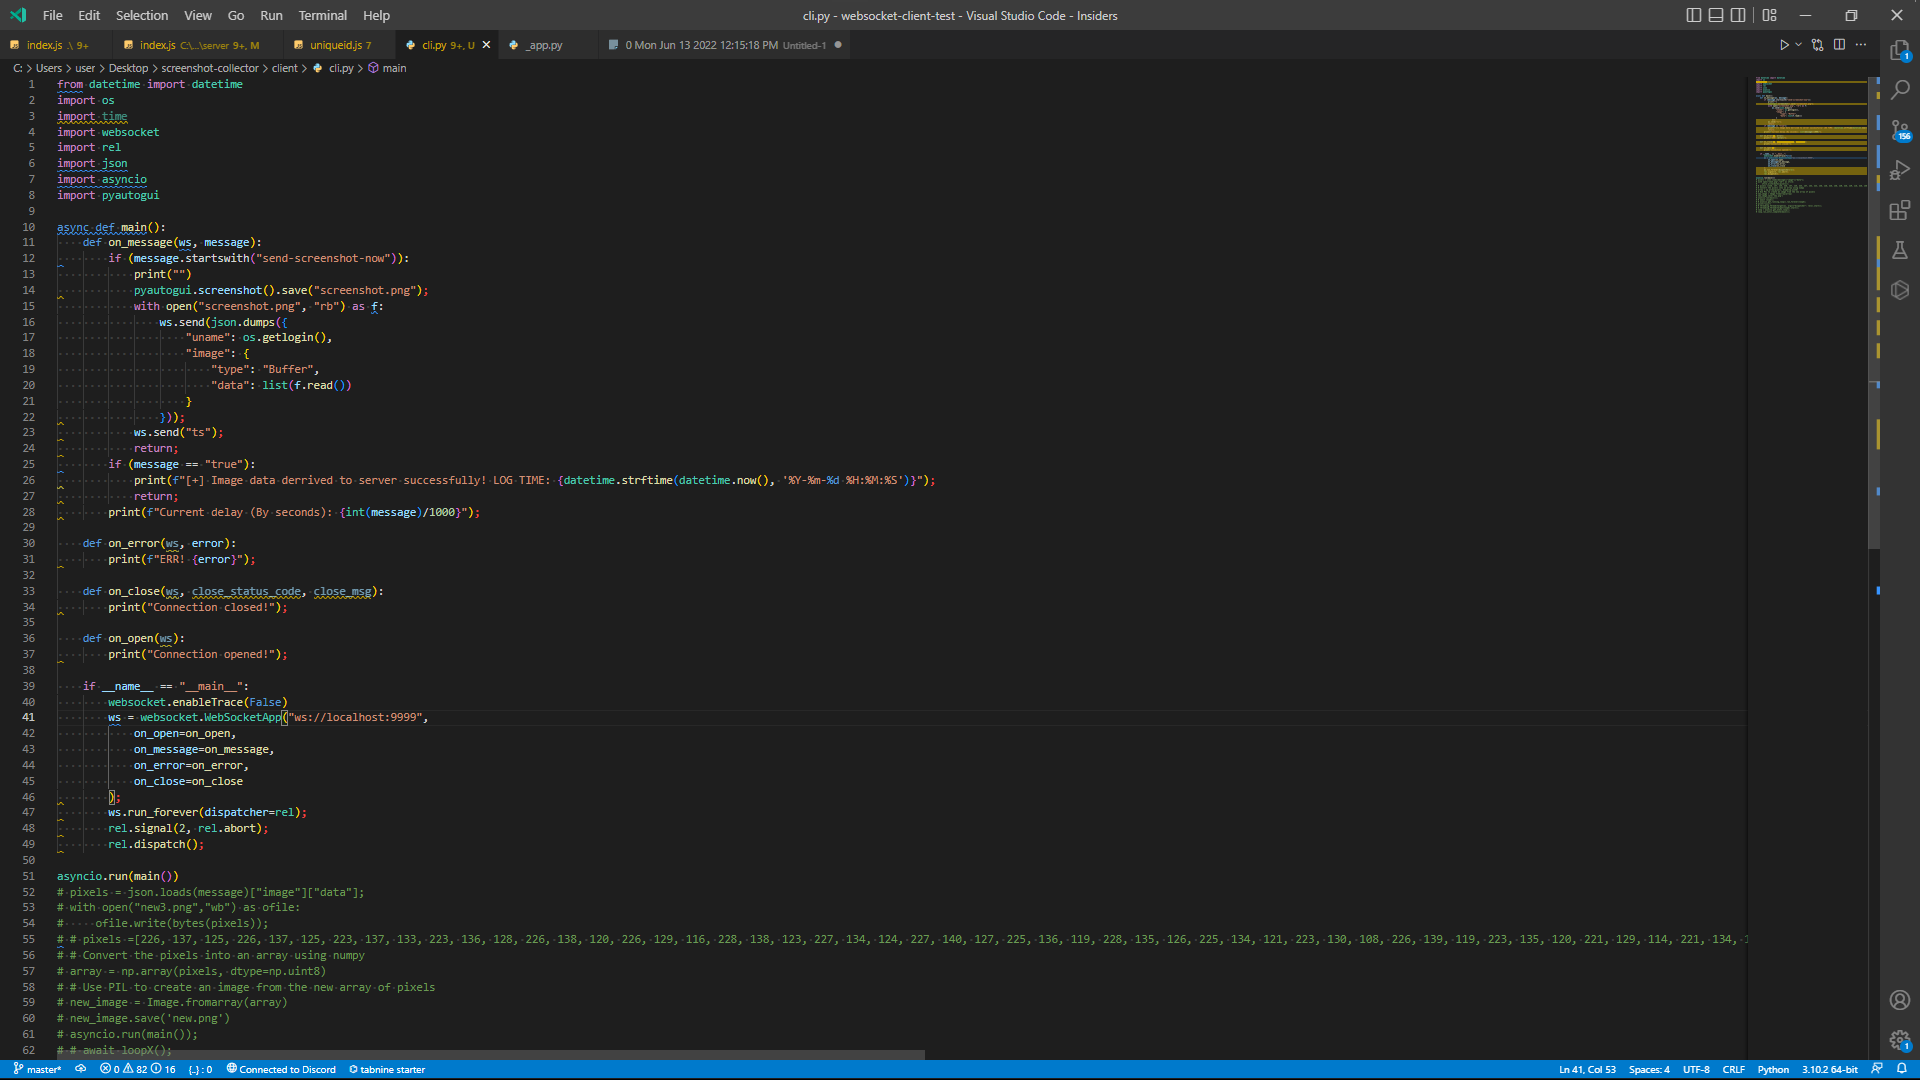 File Edit Selection View Go Run Terminal Help
cli.py - websocket-client-test - Visual Studio Code - Insiders
index.js .\ 9+
index.js C:\...\server 9+, M
uniqueid.js 7
cli.py 9+, U
_app.py
0 Mon Jun 13 2022 12:15:18 PM Untitled-1
C: > Users > user > Desktop > screenshot-collector > client > cli.py > main
1 from datetime import datetime
2 import os
3 import time
4 import websocket
5 import rel
6 import json
7 import asyncio
8 import pyautogui
9
10 async def main():
11 def on_message(ws, message):
12 if (message.startswith("send-screenshot-now")):
13 print("")
14 pyautogui.screenshot().save("screenshot.png");
15 with open("screenshot.png", "rb") as f:
16 ws.send(json.dumps({
17 "uname": os.getlogin(),
18 "image": {
19 "type": "Buffer",
20 "data": list(f.read())
21 }
22 }));
23 ws.send("ts");
24 return;
25 if (message == "true"):
26 print(f"[+] Image data derrived to server successfully! LOG TIME: {datetime.strftime(datetime.now(), '%Y-%m-%d %H:%M:%S')}");
27 return;
28 print(f"Current delay (By seconds): {int(message)/1000}");
29
30 def on_error(ws, error):
31 print(f"ERR! {error}");
32
33 def on_close(ws, close_status_code, close_msg):
34 print("Connection closed!");
35
36 def on_open(ws):
37 print("Connection opened!");
38
39 if __name__ == "__main__":
40 websocket.enableTrace(False)
41 ws = websocket.WebSocketApp("ws://localhost:9999",
42 on_open=on_open,
43 on_message=on_message,
44 on_error=on_error,
45 on_close=on_close
46 );
47 ws.run_forever(dispatcher=rel);
48 rel.signal(2, rel.abort);
49 rel.dispatch();
50
51 asyncio.run(main())
52 # pixels = json.loads(message)["image"]["data"];
53 # with open("new3.png","wb") as ofile:
54 # ofile.write(bytes(pixels));
55 # # pixels =[226, 137, 125, 226, 137, 125, 223, 137, 133, 223, 136, 128, 226, 138, 120, 226, 129, 116, 228, 138, 123, 227, 134, 124, 227, 140, 127, 225, 136, 119, 228, 135, 126, 225, 134, 121, 223, 130, 108, 226, 139, 119, 223, 135, 120, 221, 129, 114, 221, 134,
56 # # Convert the pixels into an array using numpy
57 # array = np.array(pixels, dtype=np.uint8)
58 # # Use PIL to create an image from the new array of pixels
59 # new_image = Image.fromarray(array)
60 # new_image.save('new.png')
61 # asyncio.run(main());
62 # # await loopX();
1
156
1
master* 0 82 16 {..} : 0 Connected to Discord tabnine starter
Ln 41, Col 53 Spaces: 4 UTF-8 CRLF Python 3.10.2 64-bit